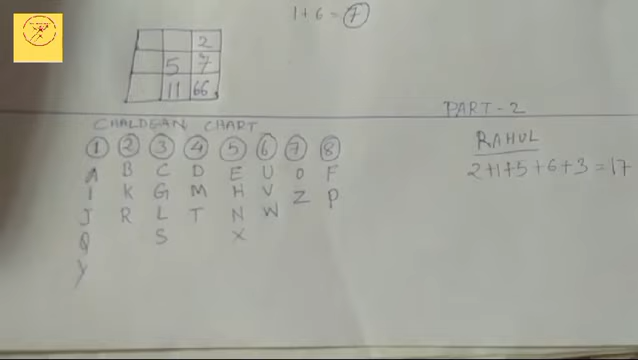 1+6=7
2
5 7
11 66
PART-2
CHALDEAN CHART
1 2 3 4 5 6 7 8
A B C D E U O F
I K G M H V Z P
J R L T N W
Q S X
Y
RAHUL
2+1+5+6+3=17